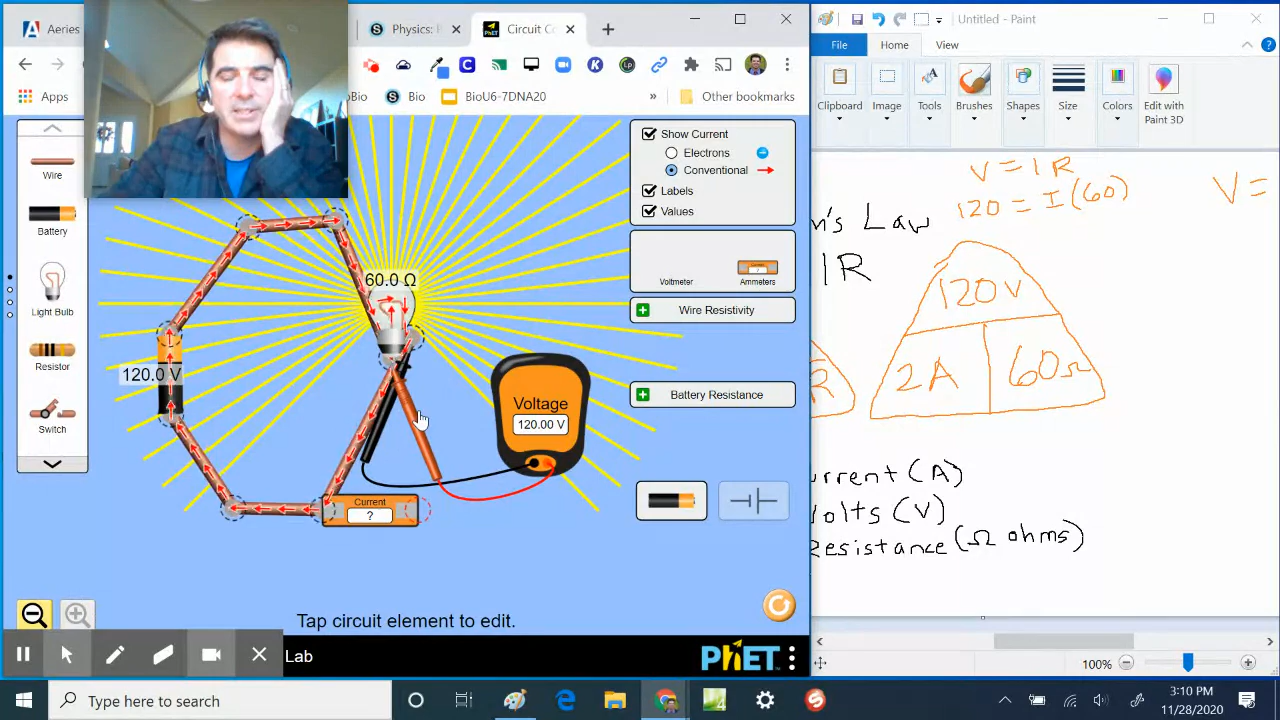 Aeries
Physics: 
Circuit Co
Untitled - Paint
File
Home
View
Apps
Bio
Bio
BioU6-7DNA20
»
Other bookmarks
Clipboard
Image
Tools
Brushes
Shapes
Size
Colors
Edit with
Paint 3D
Wire
Battery
Light Bulb
Resistor
Switch
Show Current
Electrons
Conventional
Labels
Values
Voltmeter
Current
?
Ammeters
Wire Resistivity
Battery Resistance
60.0 Ω
120.0 V
Voltage
120.00 V
Current
?
Tap circuit element to edit.
Lab
PhET
V = IR
120 = I(60)
V =
m's Law
IR
120V
2A
60Ω
R
urrent (A)
olts (V)
esistance (Ω ohms)
100%
Type here to search
3:10 PM
11/28/2020